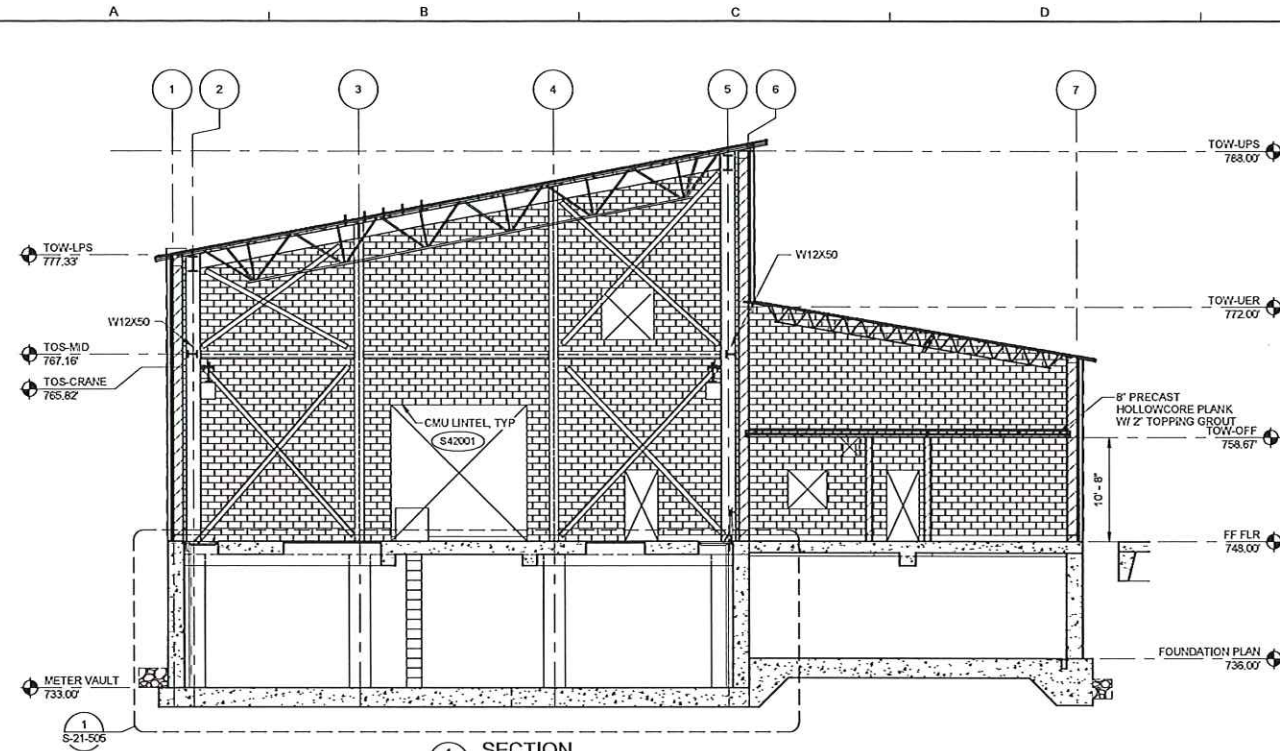 A B C D
1 2 3 4 5 6 7
TOW-UPS
788.00'
TOW-LPS
777.33'
W12X50
W12X50
TOW-UER
772.00'
TOS-MID
767.16'
TOS-CRANE
765.82'
CMU LINTEL, TYP
S42001
8" PRECAST
HOLLOWCORE PLANK
W/ 2" TOPPING GROUT
TOW-OFF
758.67'
10' - 8"
FF FLR
748.00'
FOUNDATION PLAN
736.00'
METER VAULT
733.00'
1
S-21-505
SECTION